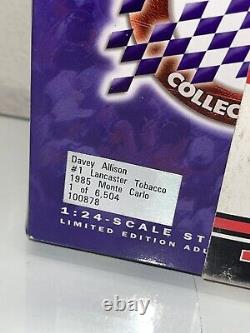 COLLEC
Davey Allison
#1 Lancaster Tobacco
1985 Monte Carlo
1 of 6,504
100878
1:24-SCALE ST
LIMITED EDITION ADU